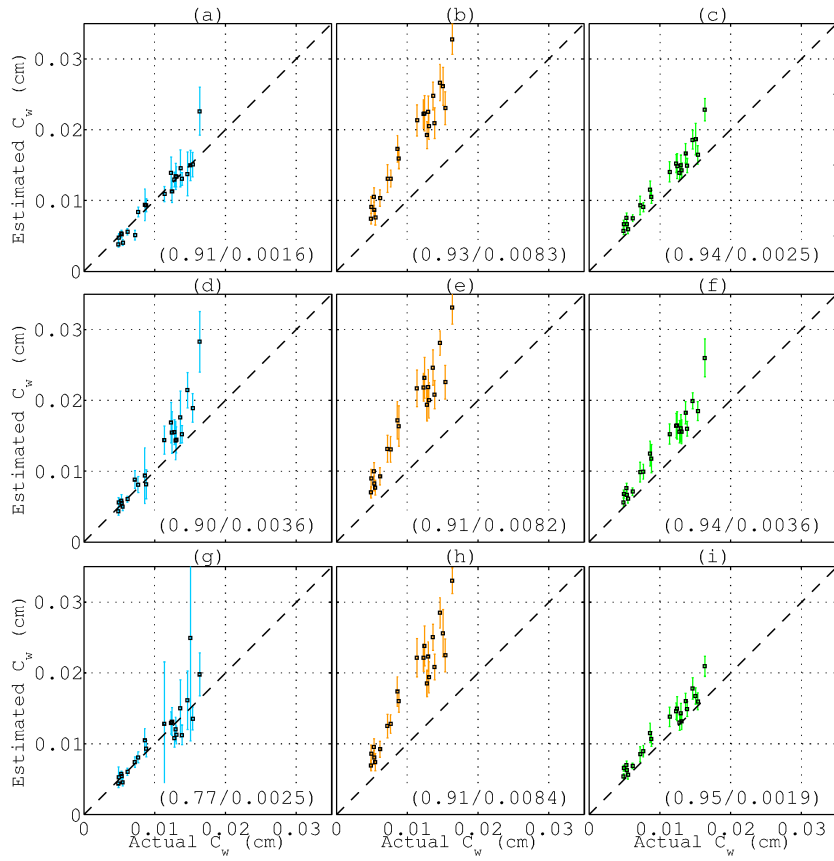 (a) (b) (c)
0.03
0.02
0.01
0
Estimated C_w (cm)
(0.91/0.0016) (0.93/0.0083) (0.94/0.0025)
(d) (e) (f)
0.03
0.02
0.01
0
Estimated C_w (cm)
(0.90/0.0036) (0.91/0.0082) (0.94/0.0036)
(g) (h) (i)
0.03
0.02
0.01
0
Estimated C_w (cm)
(0.77/0.0025) (0.91/0.0084) (0.95/0.0019)
0 0.01 0.02 0.03 0 0.01 0.02 0.03 0 0.01 0.02 0.03
Actual C_w (cm) Actual C_w (cm) Actual C_w (cm)